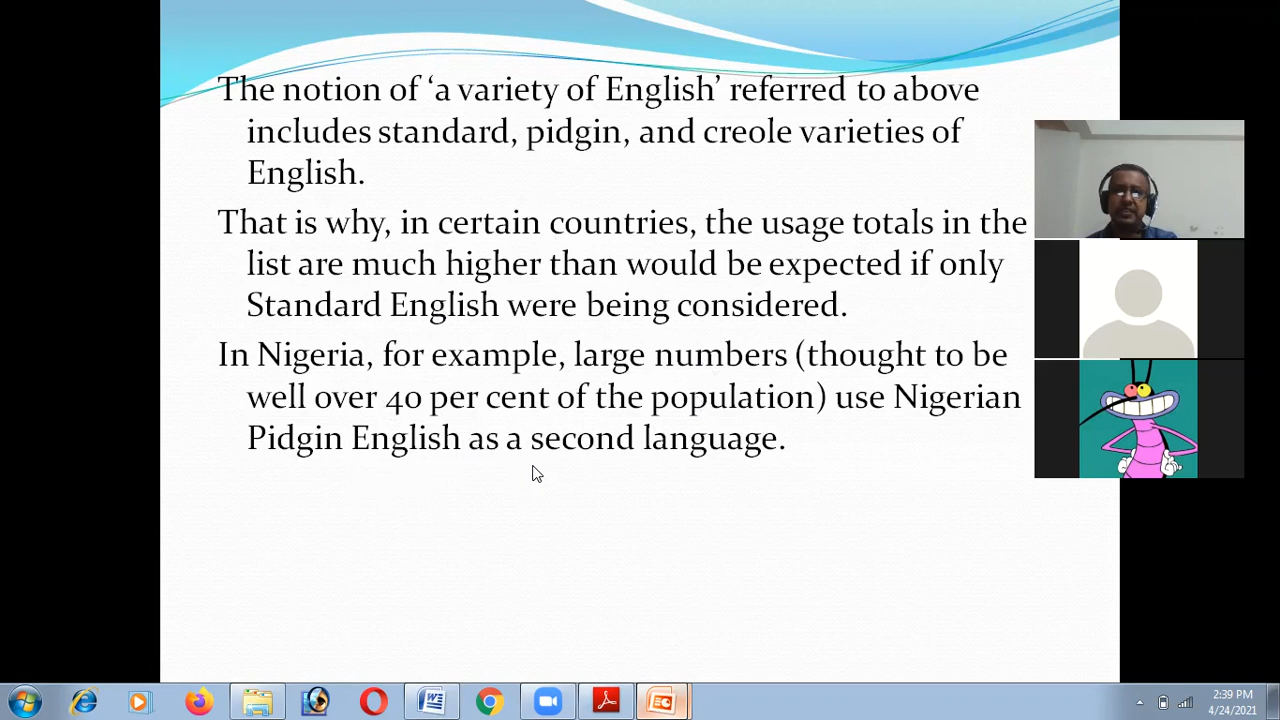 The notion of ‘a variety of English’ referred to above
includes standard, pidgin, and creole varieties of
English.
That is why, in certain countries, the usage totals in the
list are much higher than would be expected if only
Standard English were being considered.
In Nigeria, for example, large numbers (thought to be
well over 40 per cent of the population) use Nigerian
Pidgin English as a second language.
2:39 PM
4/24/2021